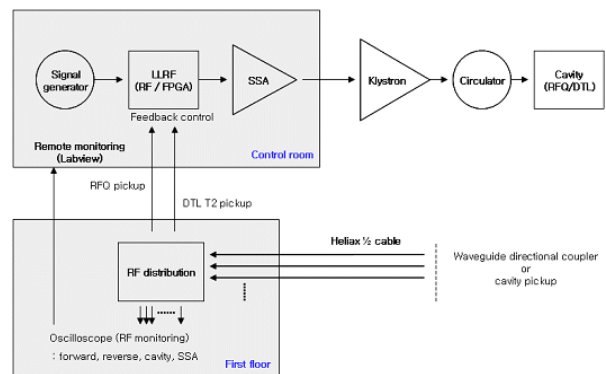 Signal
generator
LLRF
(RF / FPGA)
SSA
Klystron
Circulator
Cavity
(RFQ/DTL)
Feedback control
Remote monitoring
(Labview)
Control room
RFQ pickup
DTL T2 pickup
Heliax ½ cable
RF distribution
Waveguide directional coupler
or
cavity pickup
Oscilloscope (RF monitoring)
: forward, reverse, cavity, SSA
First floor